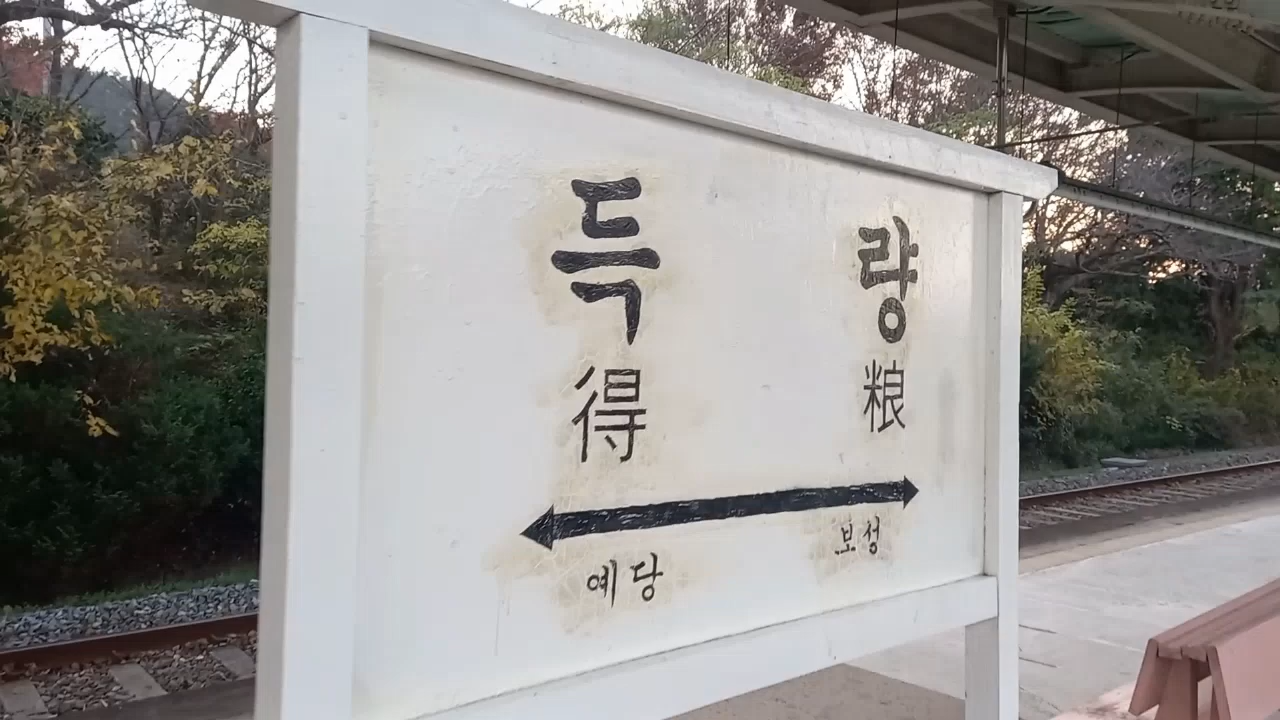 득 량
得 粮
예당 보성